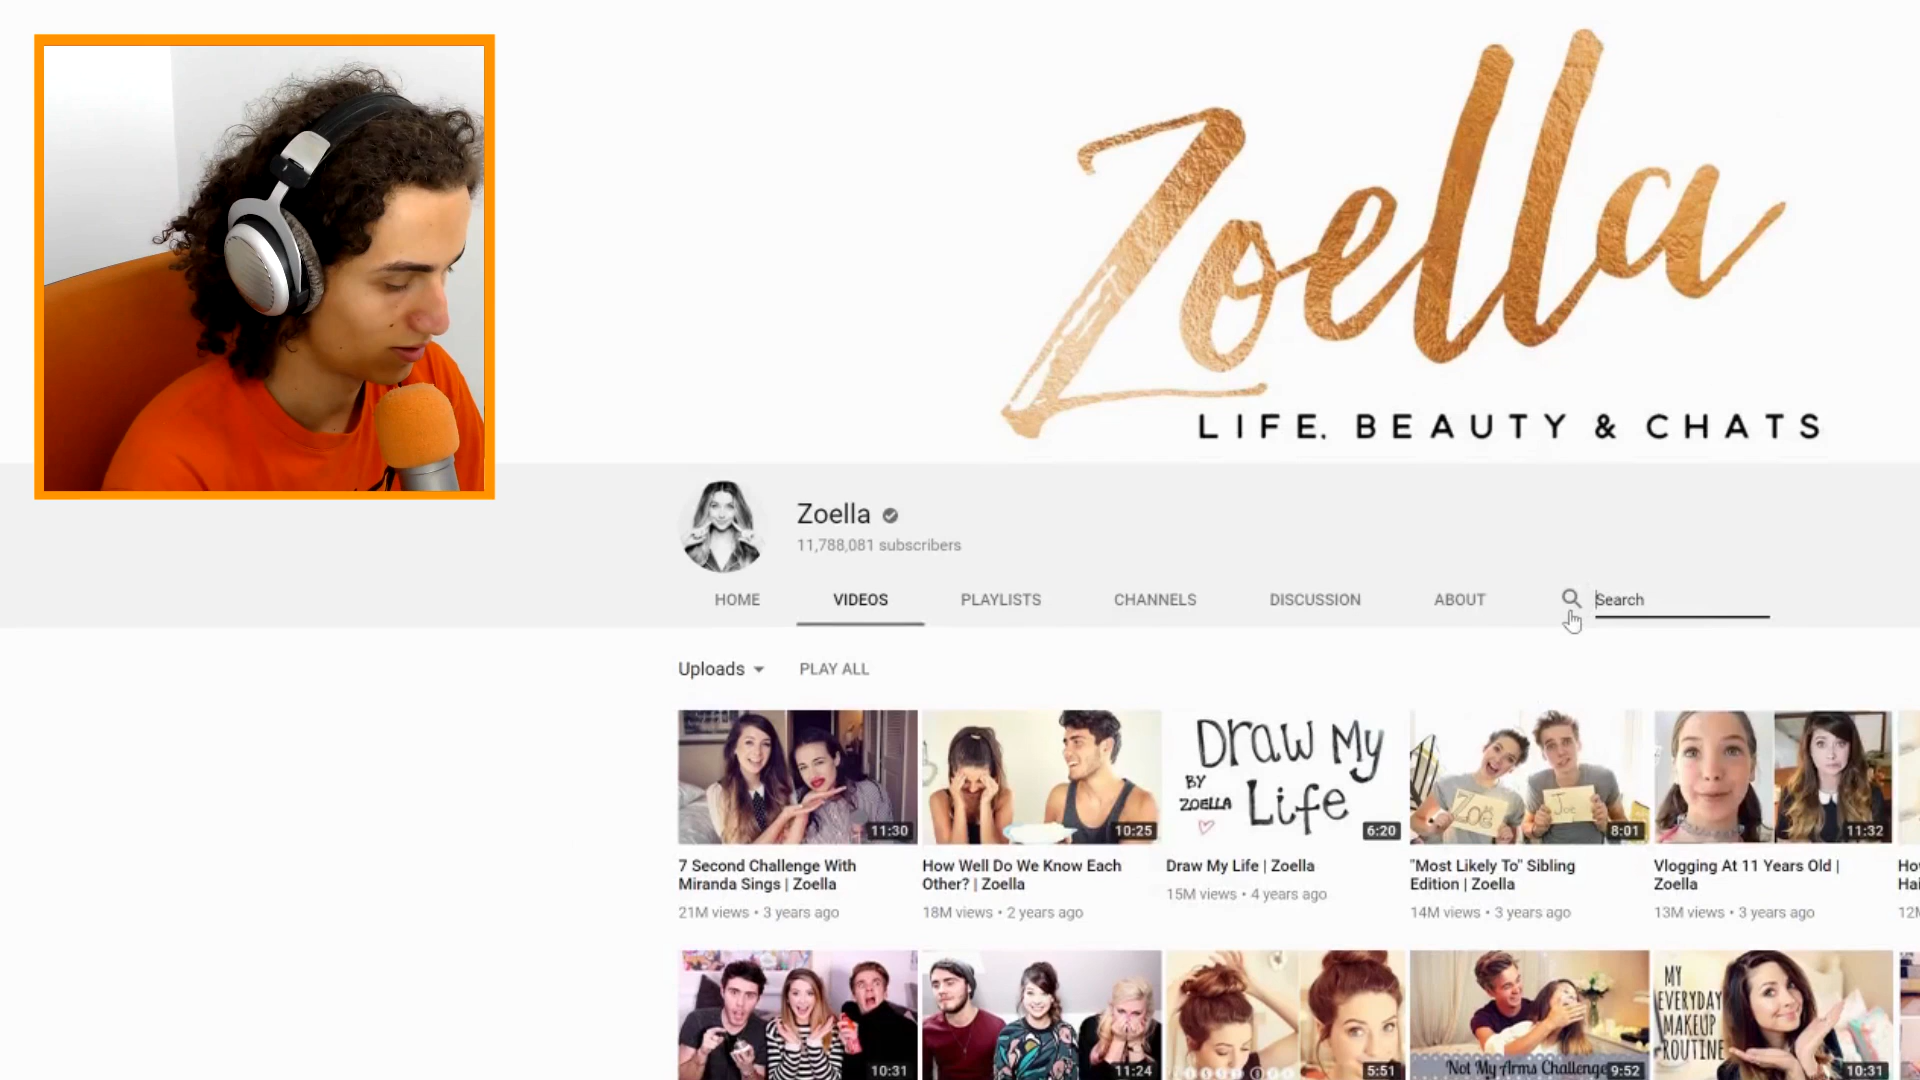 Zoella
LIFE. BEAUTY & CHATS
Zoella
11,788,081 subscribers
HOME VIDEOS PLAYLISTS CHANNELS DISCUSSION ABOUT Search
Uploads PLAY ALL
Draw My
BY
ZOELLA Life
ZOE
Joe
11:30 10:25 6:20 8:01 11:32
7 Second Challenge With
Miranda Sings | Zoella
21M views • 3 years ago
How Well Do We Know Each
Other? | Zoella
18M views • 2 years ago
Draw My Life | Zoella
15M views • 4 years ago
"Most Likely To" Sibling
Edition | Zoella
14M views • 3 years ago
Vlogging At 11 Years Old |
Zoella
13M views • 3 years ago
MY
EVERYDAY
MAKEUP
ROUTINE
Not My Arms Challenge
10:31 11:24 5:51 9:52 10:31